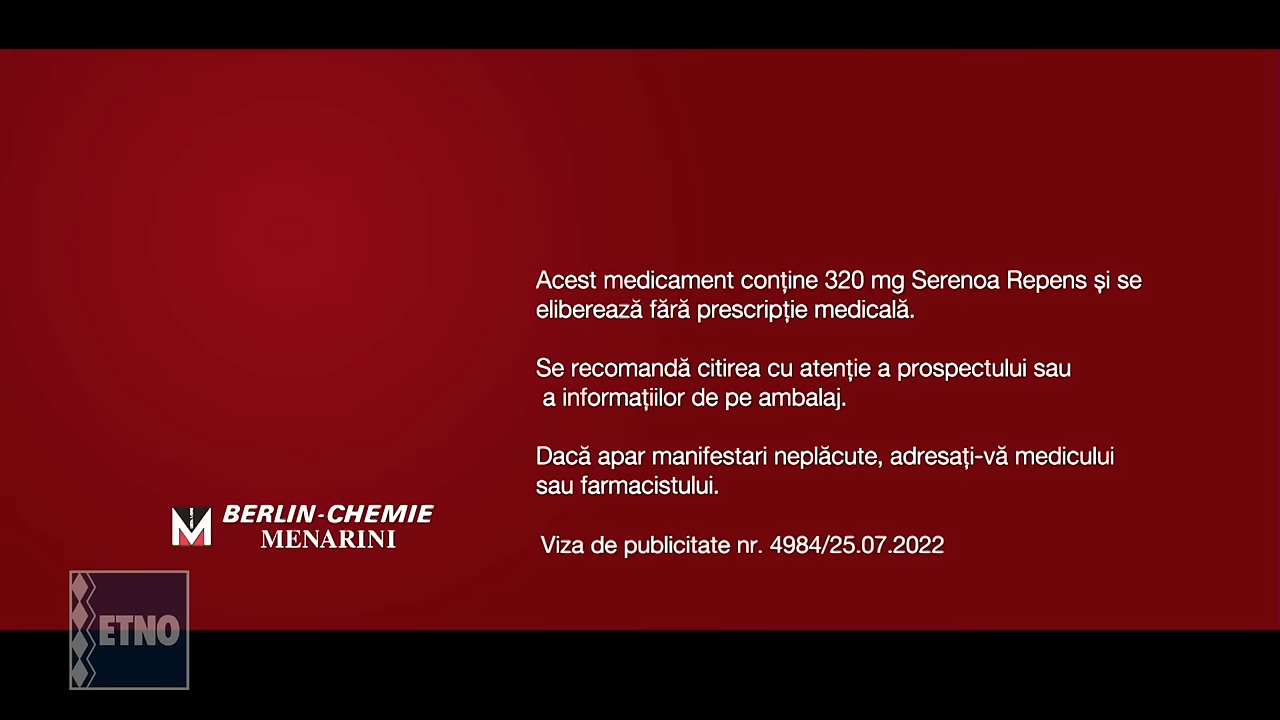 Acest medicament conține 320 mg Serenoa Repens și se
eliberează fără prescripție medicală.
Se recomandă citirea cu atenție a prospectului sau
a informațiilor de pe ambalaj.
Dacă apar manifestari neplăcute, adresați-vă medicului
sau farmacistului.
Viza de publicitate nr. 4984/25.07.2022
BERLIN-CHEMIE
MENARINI
ETNO